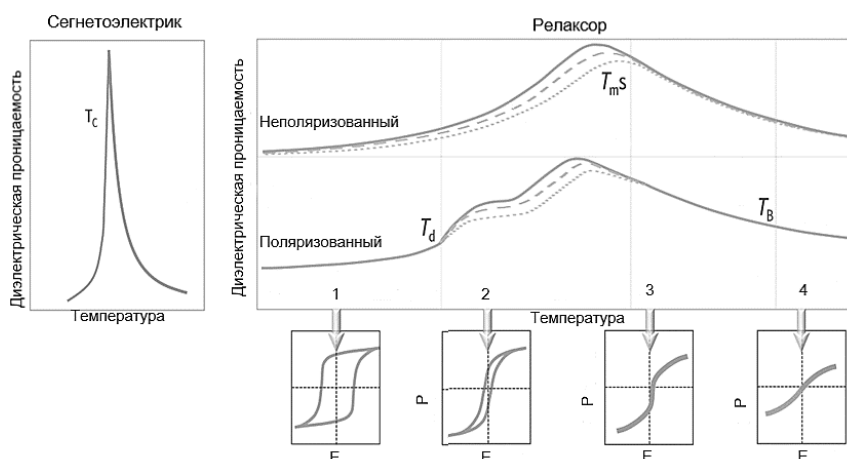 Сегнетоэлектрик
Релаксор
Диэлектрическая проницаемость
T_C
Температура
Диэлектрическая проницаемость
Неполяризованный
T_ms
Поляризованный
T_d
T_B
1
2
3
4
Температура
P
P
P
E
E
E
E